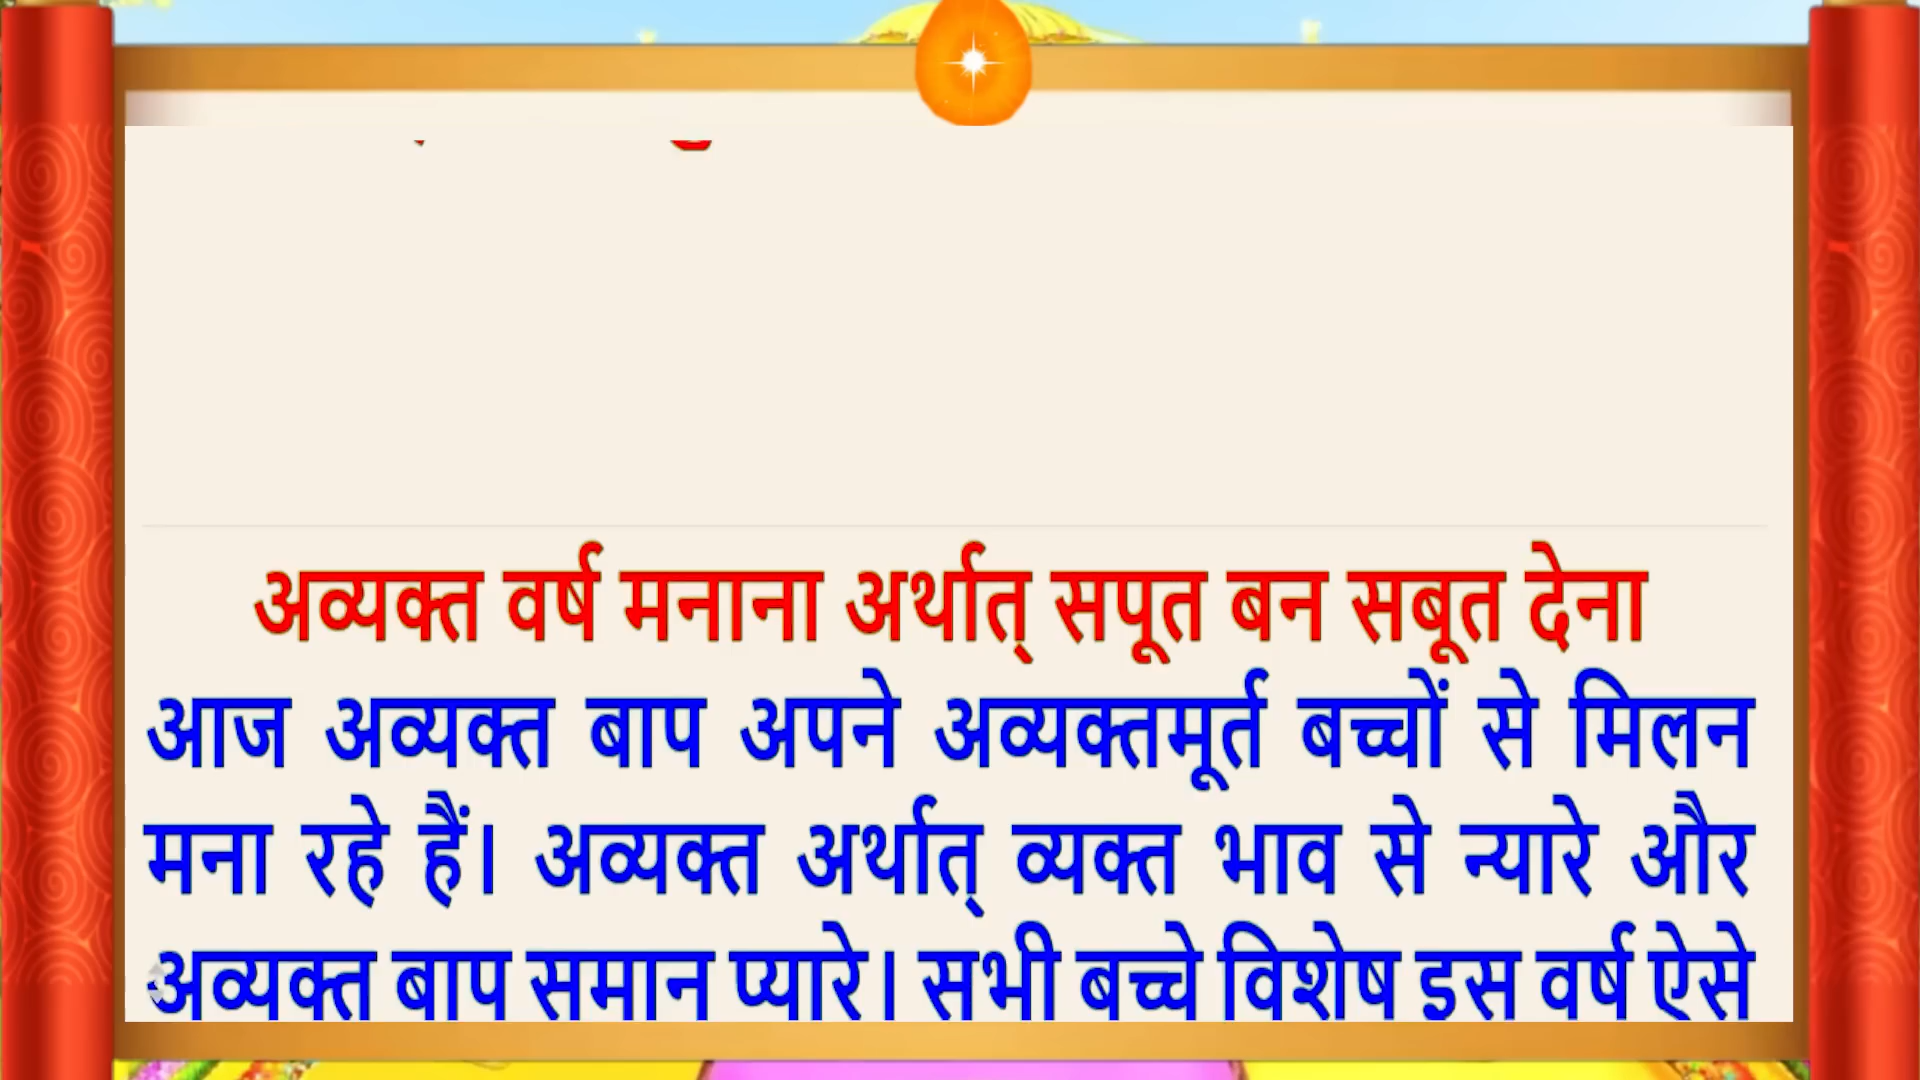 अव्यक्त वर्ष मनाना अर्थात् सपूत बन सबूत देना
आज अव्यक्त बाप अपने अव्यक्तमूर्त बच्चों से मिलन
मना रहे हैं। अव्यक्त अर्थात् व्यक्त भाव से न्यारे और
अव्यक्त बाप समान प्यारे। सभी बच्चे विशेष इस वर्ष ऐसे